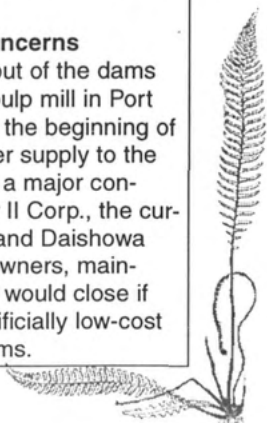 ncerns
out of the dams
ulp mill in Port
the beginning of
er supply to the
a major con-
II Corp., the cur-
and Daishowa
wners, main-
would close if
ificially low-cost
ms.